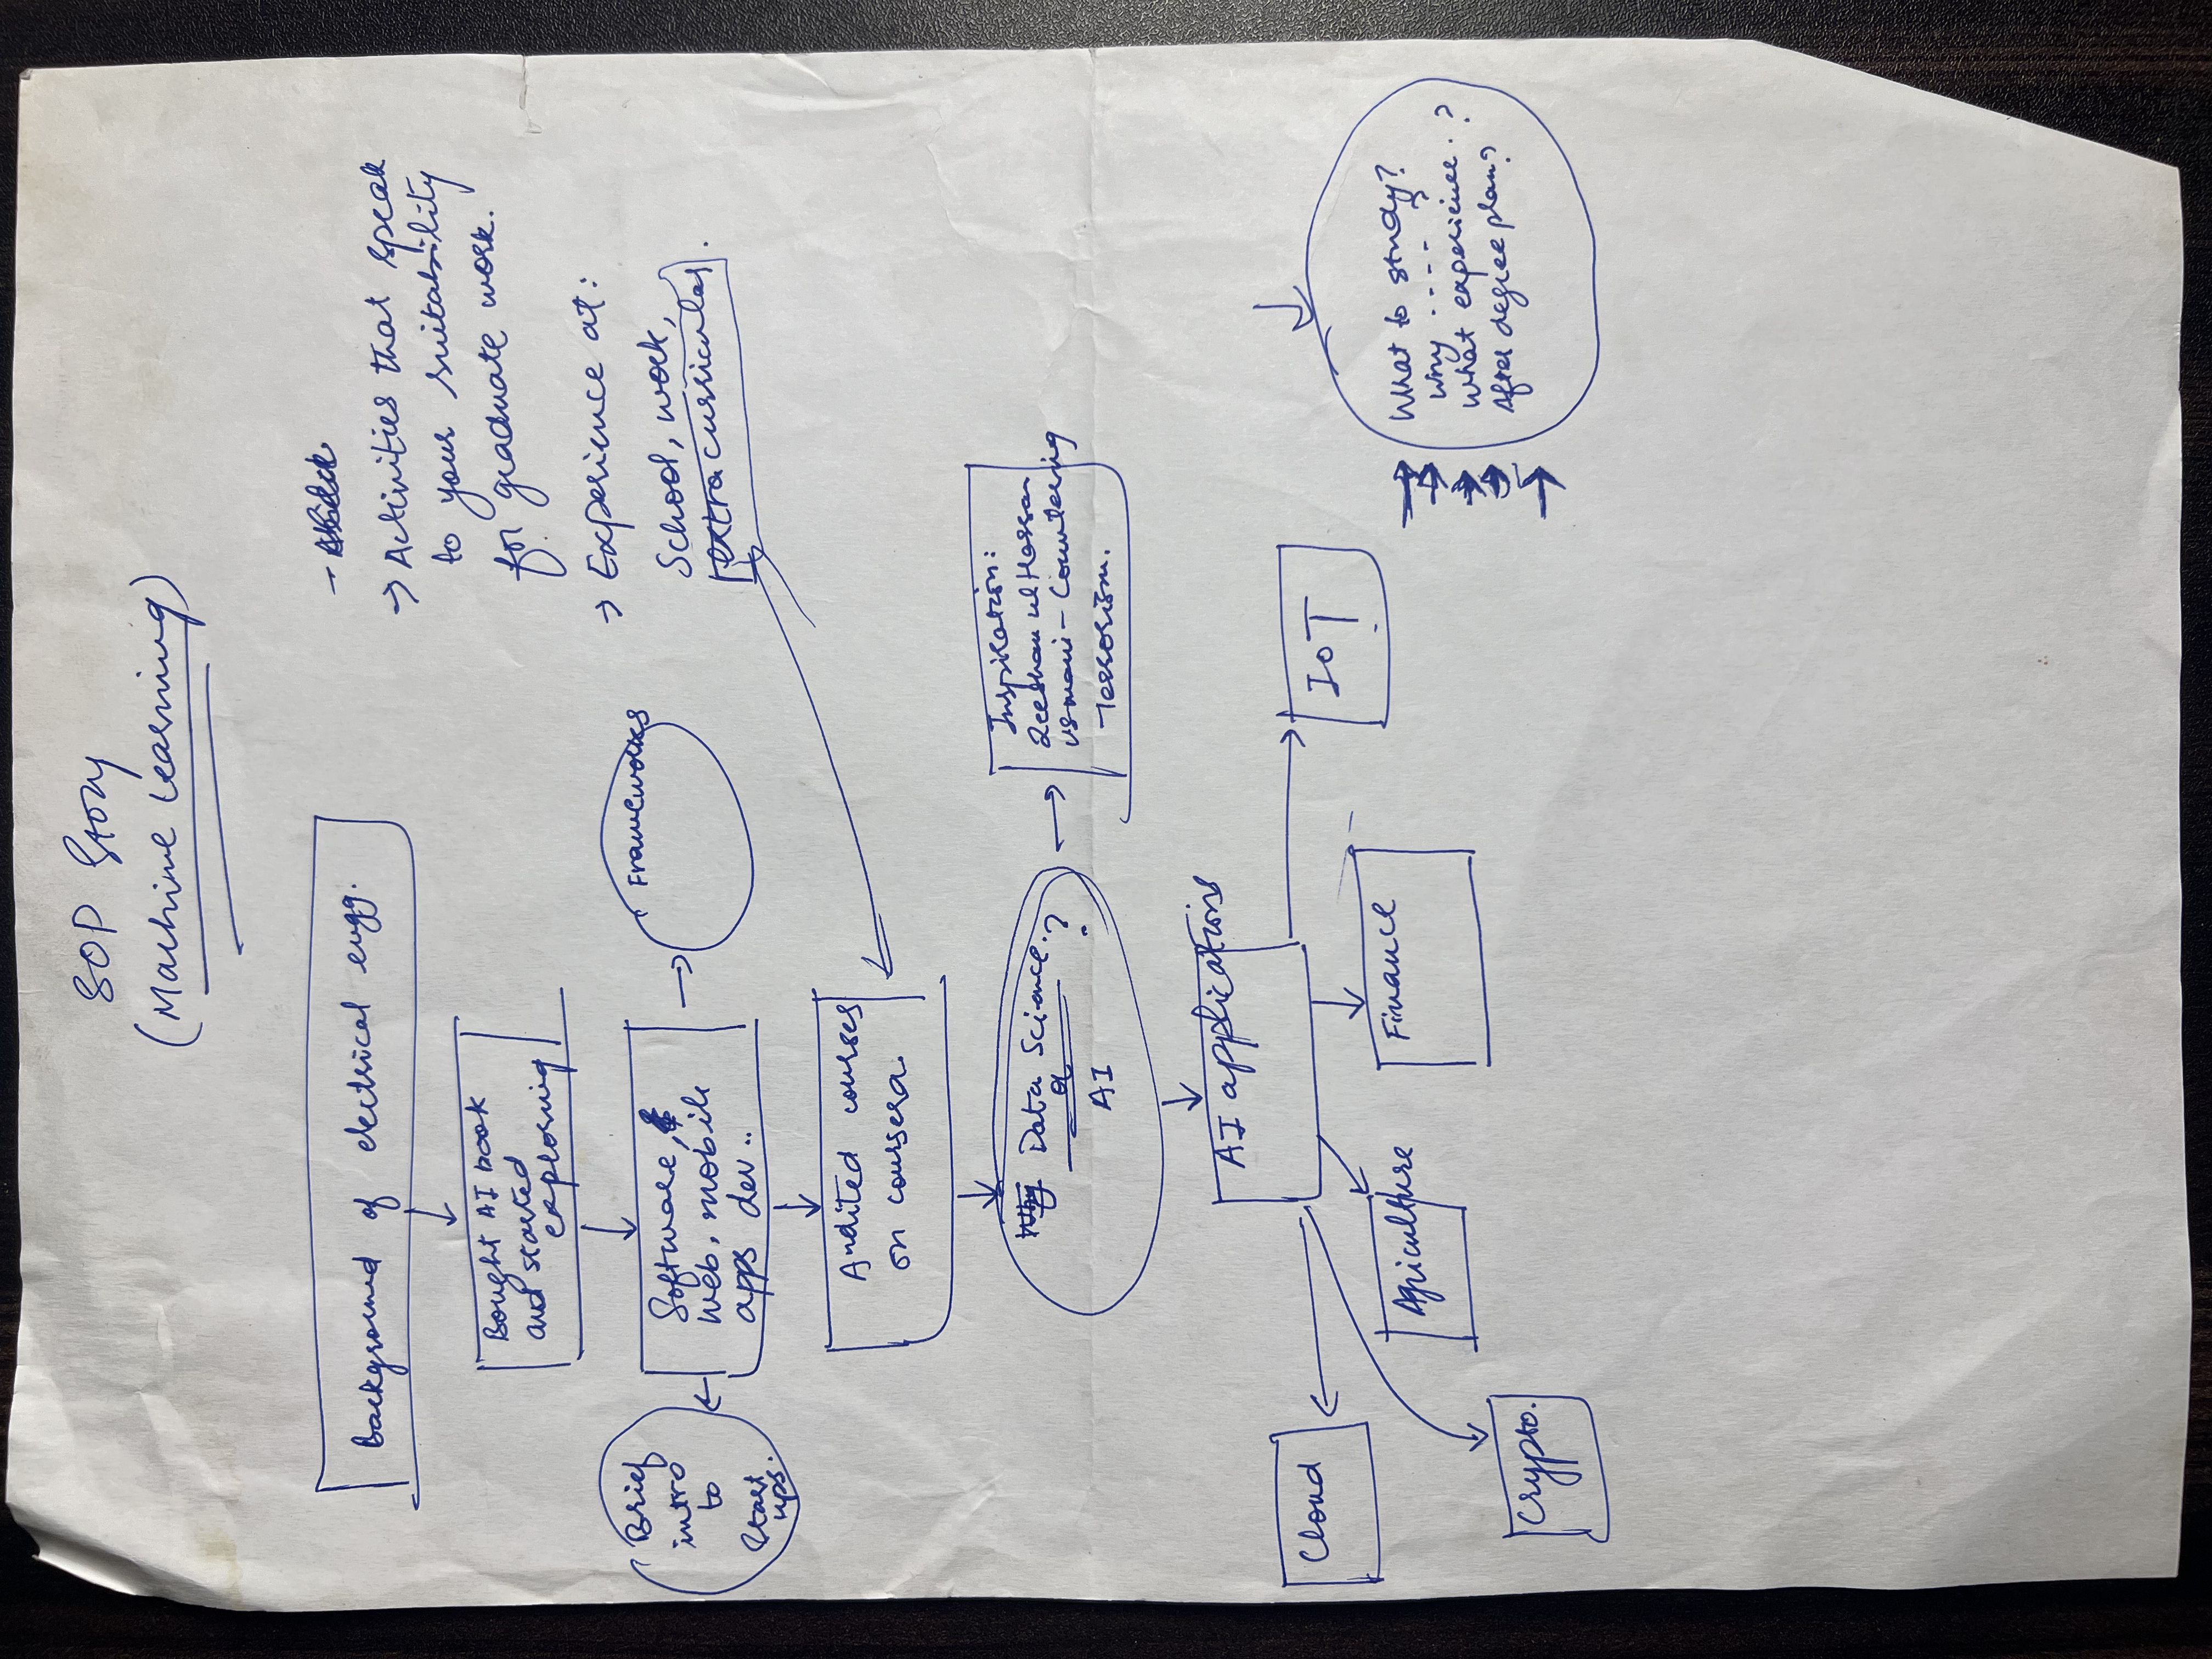 SOP Story
(Machine Learning)
→ Activities that speak
to your suitability
for graduate work.
→ Experience at:
School, work,
extra curricular.
background of electrical engg.
Bought AI book
and started
exploring
Software,
web, mobile
apps dev..
Frameworks
Brief
intro
to
start
ups.
Audited courses
on coursera.
Data Science.?
&
AI
Inspiration:
Zeeshan ul Hassan
Usmani - Countering
Terrorism.
AI applications
IOT
Finance
Agriculture
Cloud
Crypto.
What to study?
Why ....?
What experience.?
After degree plan?